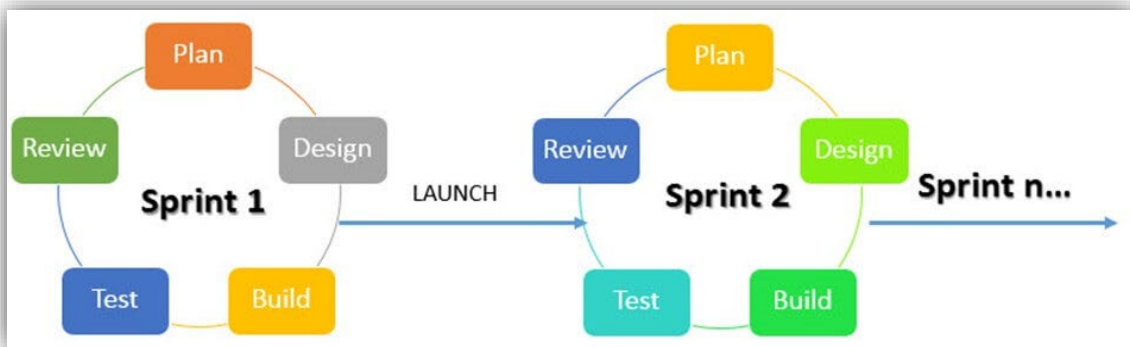 Plan
Review
Design
Sprint 1
Test
Build
LAUNCH
Plan
Review
Design
Sprint 2
Test
Build
Sprint n...